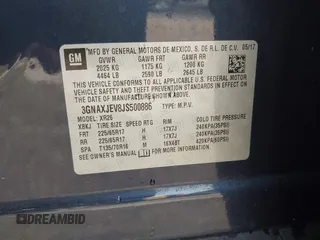 GM
MFD BY GENERAL MOTORS DE MEXICO, S. DE R.L. DE C.V. 05/17
GVWR GAWR FRT GAWR RR
2025 KG 1175 KG 1200 KG
4464 LB 2590 LB 2645 LB
THIS VEHICLE CONFORMS TO ALL APPLICABLE U.S. FEDERAL
MOTOR VEHICLE SAFETY, BUMPER, AND THEFT PREVENTION
STANDARDS IN EFFECT ON THE DATE OF MANUFACTURE
SHOWN ABOVE.
3GNAXJEV8JS500886 TYPE: M.P.V.
MODEL: XR26
XBKJ TIRE SIZE SPEED RTG RIM COLD TIRE PRESSURE
FRT 225/65R17 H 17X7J 240KPA(35PSI)
RR 225/65R17 H 17X7J 240KPA(35PSI)
SPA T135/70R16 M 16X4BT 420KPA(60PSI)
SEE OWNER'S MANUAL FOR ADDITIONAL INFORMATION.
DREAMBID